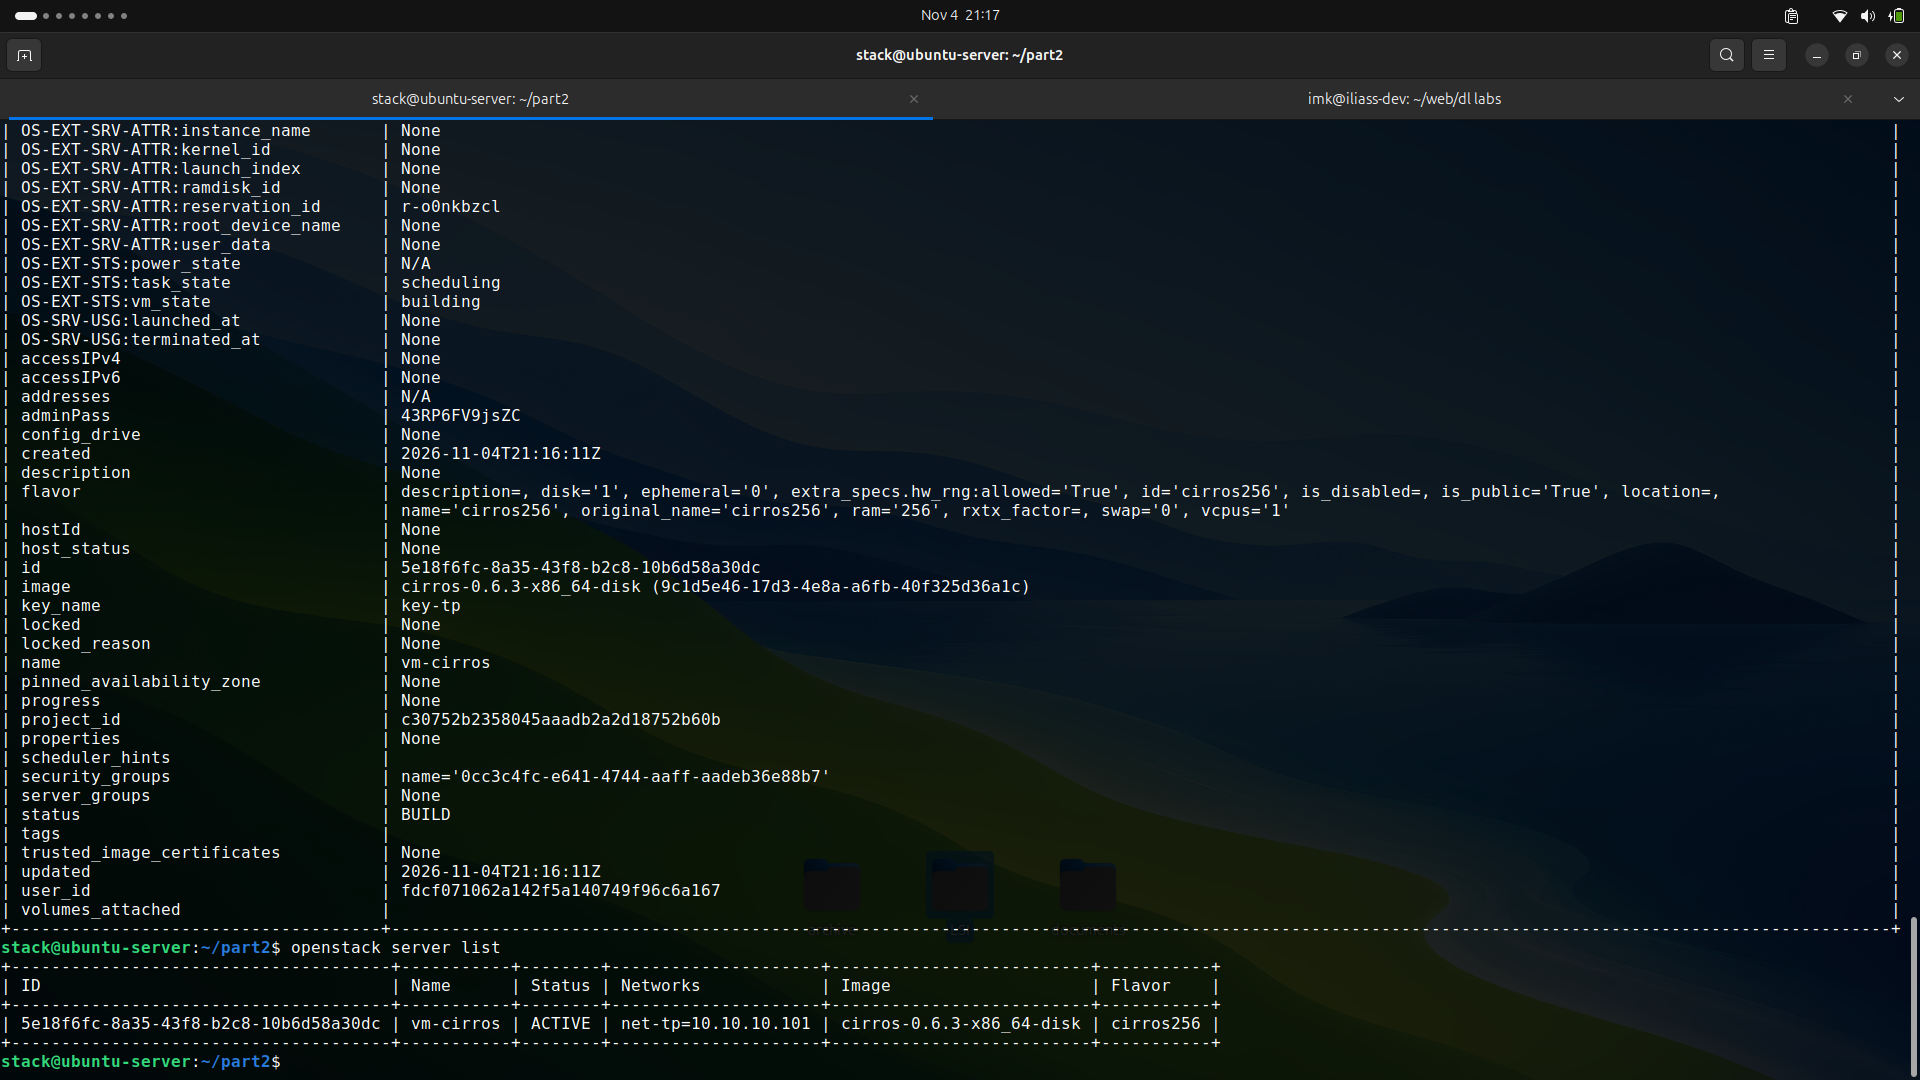 Nov 4 21:17
stack@ubuntu-server: ~/part2
stack@ubuntu-server: ~/part2
imk@iliass-dev: ~/web/dl labs
| OS-EXT-SRV-ATTR:instance_name | None |
| OS-EXT-SRV-ATTR:kernel_id | None |
| OS-EXT-SRV-ATTR:launch_index | None |
| OS-EXT-SRV-ATTR:ramdisk_id | None |
| OS-EXT-SRV-ATTR:reservation_id | r-o0nkbzcl |
| OS-EXT-SRV-ATTR:root_device_name | None |
| OS-EXT-SRV-ATTR:user_data | None |
| OS-EXT-STS:power_state | N/A |
| OS-EXT-STS:task_state | scheduling |
| OS-EXT-STS:vm_state | building |
| OS-SRV-USG:launched_at | None |
| OS-SRV-USG:terminated_at | None |
| accessIPv4 | None |
| accessIPv6 | None |
| addresses | N/A |
| adminPass | 43RP6FV9jsZC |
| config_drive | None |
| created | 2026-11-04T21:16:11Z |
| description | None |
| flavor | description=, disk='1', ephemeral='0', extra_specs.hw_rng:allowed='True', id='cirros256', is_disabled=, is_public='True', location=, |
| | name='cirros256', original_name='cirros256', ram='256', rxtx_factor=, swap='0', vcpus='1' |
| hostId | None |
| host_status | None |
| id | 5e18f6fc-8a35-43f8-b2c8-10b6d58a30dc |
| image | cirros-0.6.3-x86_64-disk (9c1d5e46-17d3-4e8a-a6fb-40f325d36a1c) |
| key_name | key-tp |
| locked | None |
| locked_reason | None |
| name | vm-cirros |
| pinned_availability_zone | None |
| progress | None |
| project_id | c30752b2358045aaadb2a2d18752b60b |
| properties | None |
| scheduler_hints | |
| security_groups | name='0cc3c4fc-e641-4744-aaff-aadeb36e88b7' |
| server_groups | None |
| status | BUILD |
| tags | |
| trusted_image_certificates | None |
| updated | 2026-11-04T21:16:11Z |
| user_id | fdcf071062a142f5a140749f96c6a167 |
| volumes_attached | |
stack@ubuntu-server:~/part2$ openstack server list
| ID | Name | Status | Networks | Image | Flavor |
| 5e18f6fc-8a35-43f8-b2c8-10b6d58a30dc | vm-cirros | ACTIVE | net-tp=10.10.10.101 | cirros-0.6.3-x86_64-disk | cirros256 |
stack@ubuntu-server:~/part2$